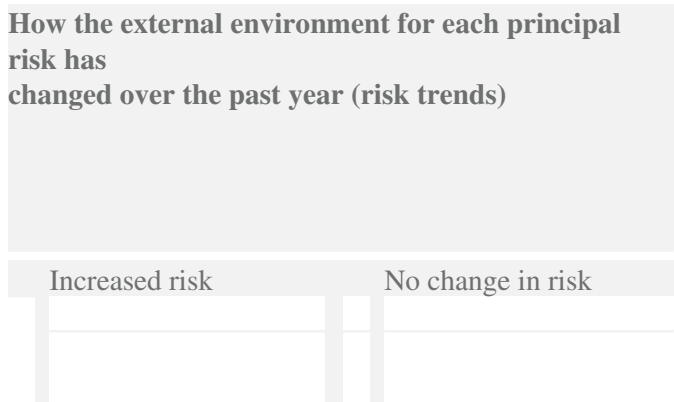 How the external environment for each principal
risk has
changed over the past year (risk trends)
Increased risk No change in risk